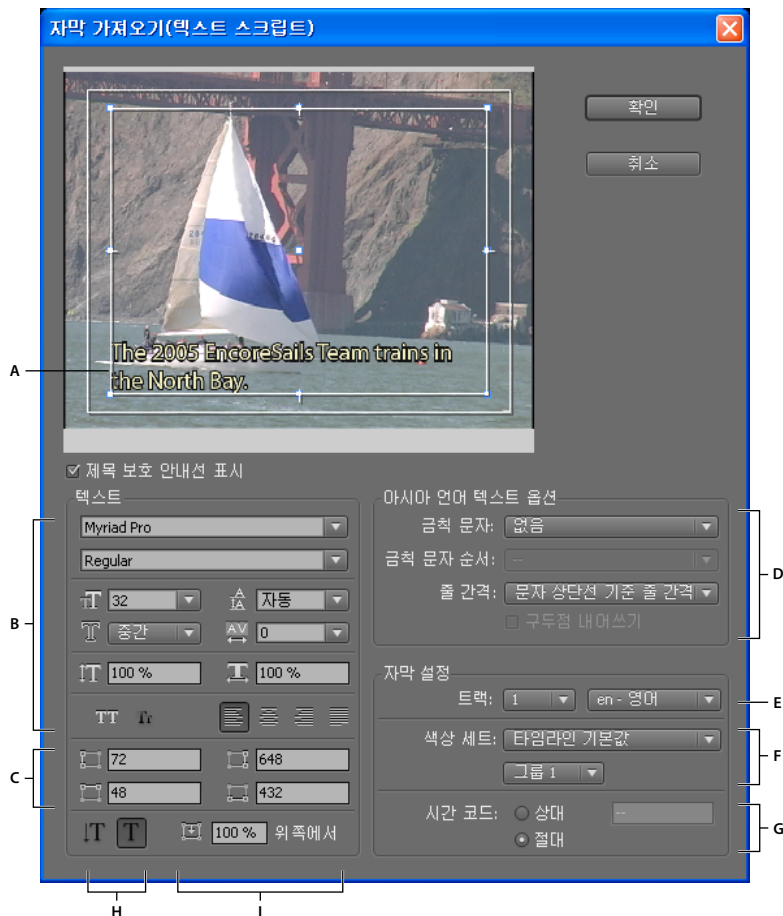 자막 가져오기(텍스트 스크립트)
확인
취소
The 2005 EncoreSails Team trains in
the North Bay.
A
제목 보호 안내선 표시
텍스트
Myriad Pro
Regular
32
자동
중간
0
100 %
100 %
TT Tr
B
72
648
48
432
C
100 % 위쪽에서
H
I
아시아 언어 텍스트 옵션
금칙 문자: 없음
금칙 문자 순서: --
줄 간격: 문자 상단선 기준 줄 간격
구두점 내어쓰기
D
자막 설정
트랙: 1 en - 영어
E
색상 세트: 타임라인 기본값
그룹 1
F
시간 코드: 상대 --
절대
G